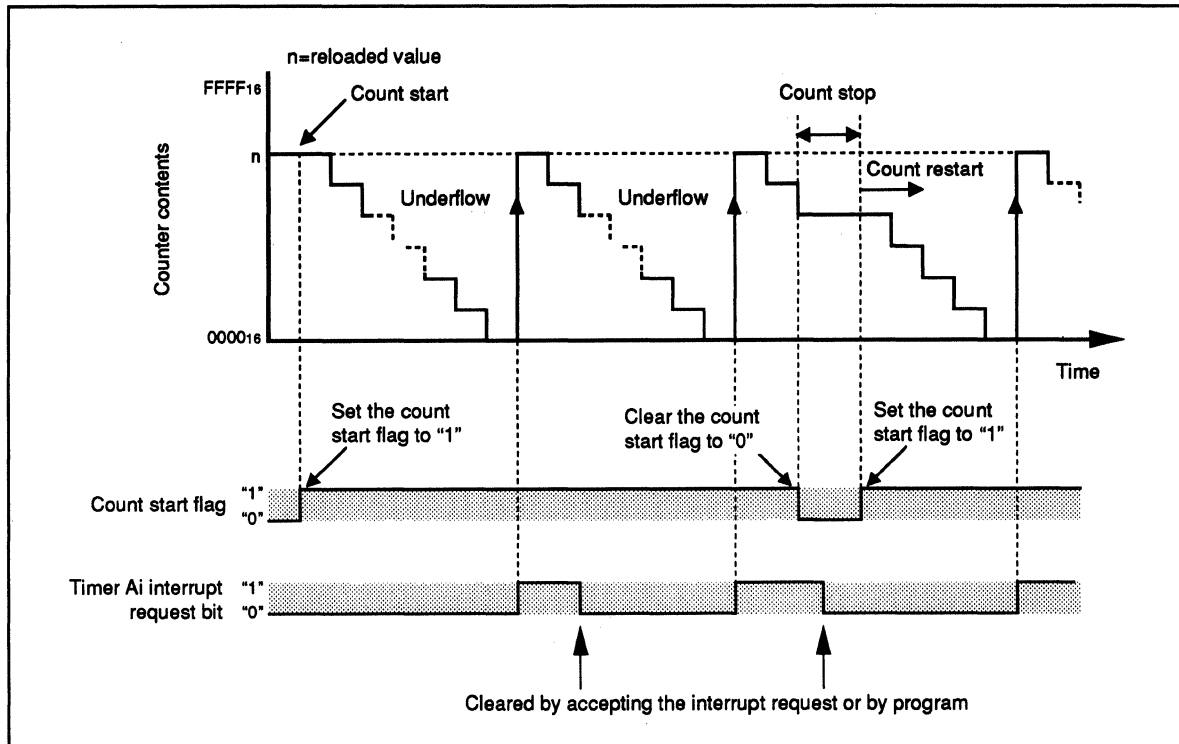 n=reloaded value
FFFF16
Count start
Count stop
n
Count restart
Underflow
Underflow
Counter contents
000016
Time
Set the count
start flag to “1”
Clear the count
start flag to “0”
Set the count
start flag to “1”
Count start flag
“1”
“0”
Timer Ai interrupt
request bit
“1”
“0”
Cleared by accepting the interrupt request or by program